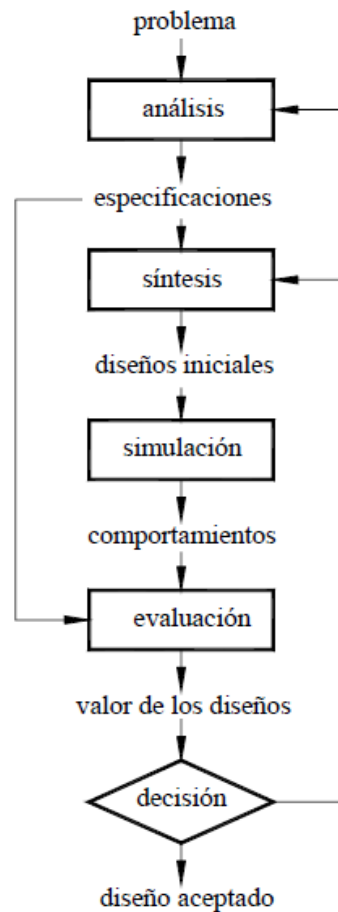 problema
análisis
especificaciones
síntesis
diseños iniciales
simulación
comportamientos
evaluación
valor de los diseños
decisión
diseño aceptado